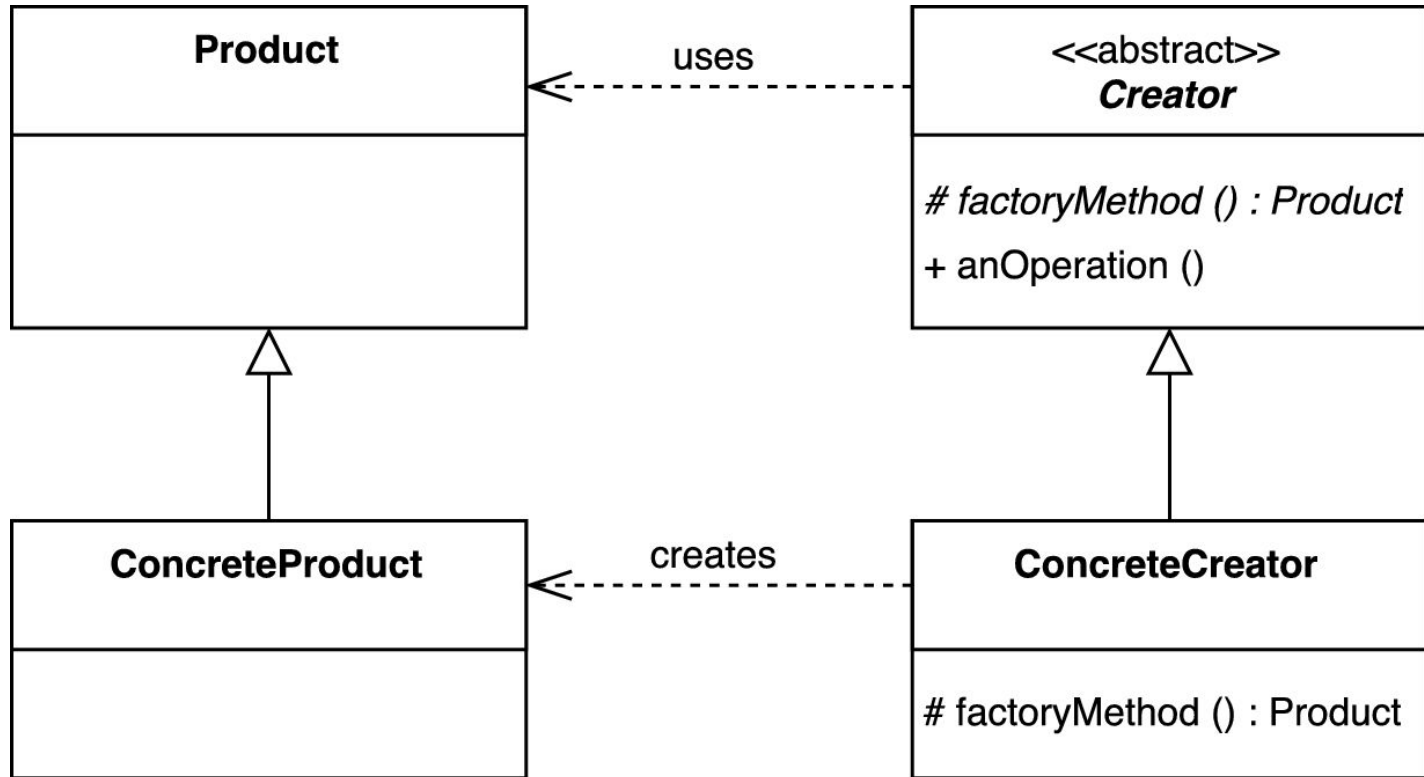 Product
uses
<<abstract>>
Creator
# factoryMethod () : Product
+ anOperation ()
ConcreteProduct
creates
ConcreteCreator
# factoryMethod () : Product